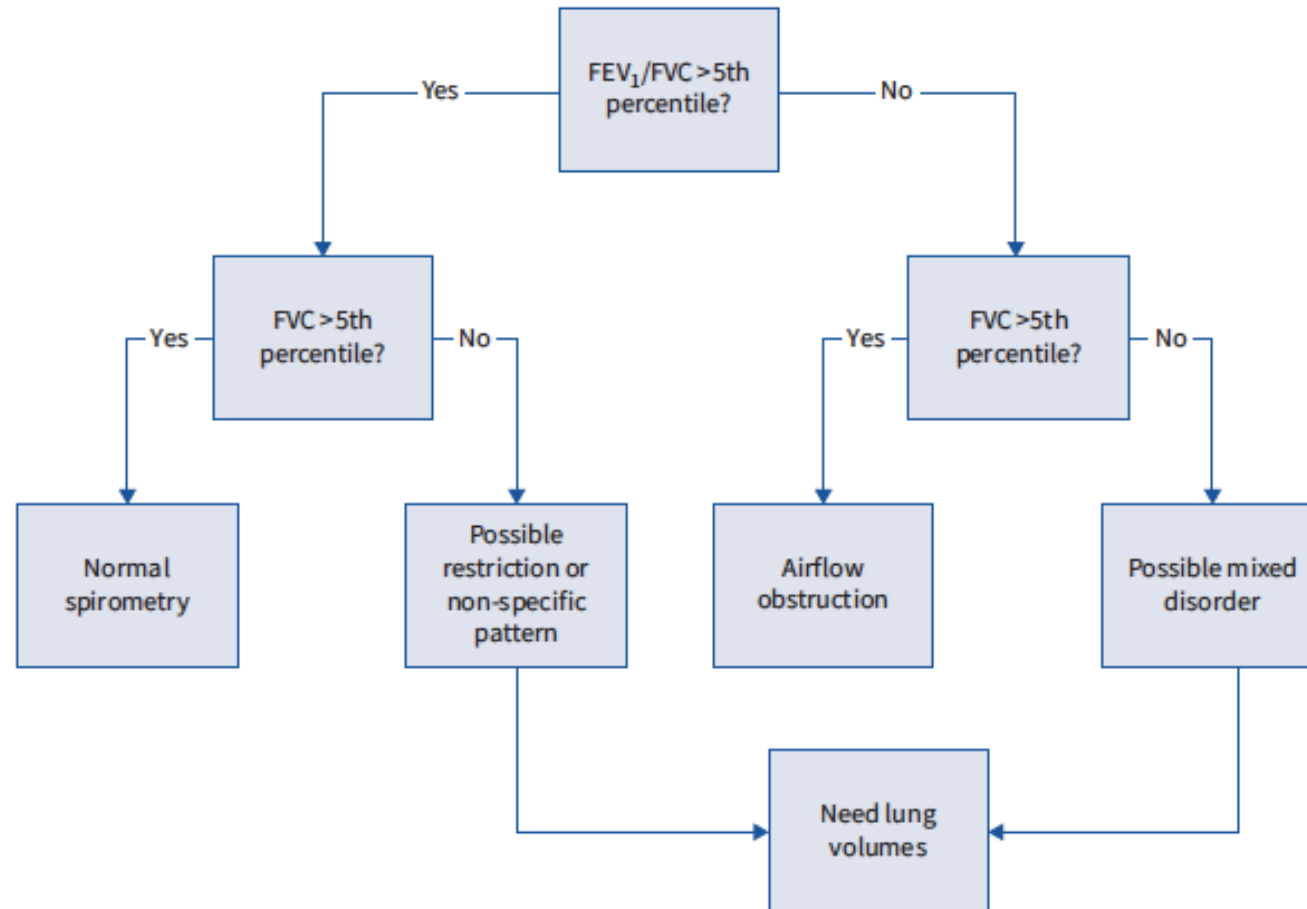 FEV₁/FVC >5th
percentile?
Yes
No
FVC >5th
percentile?
FVC >5th
percentile?
Yes
No
Yes
No
Normal
spirometry
Possible
restriction or
non-specific
pattern
Airflow
obstruction
Possible mixed
disorder
Need lung
volumes